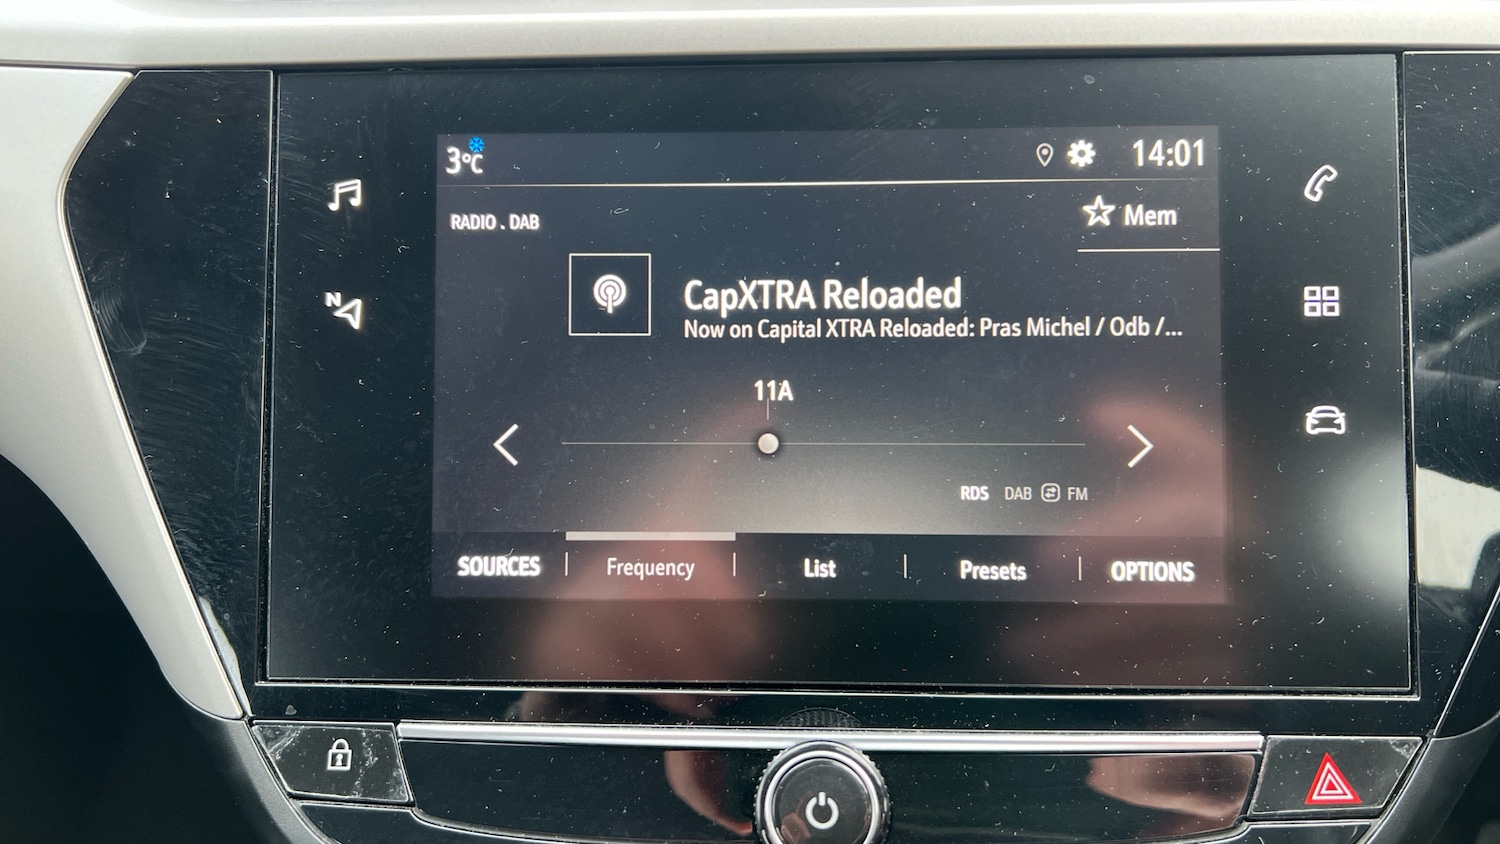 3°C
14:01
RADIO . DAB
Mem
CapXTRA Reloaded
Now on Capital XTRA Reloaded: Pras Michel / Odb /...
11A
RDS DAB FM
SOURCES Frequency List Presets OPTIONS
N